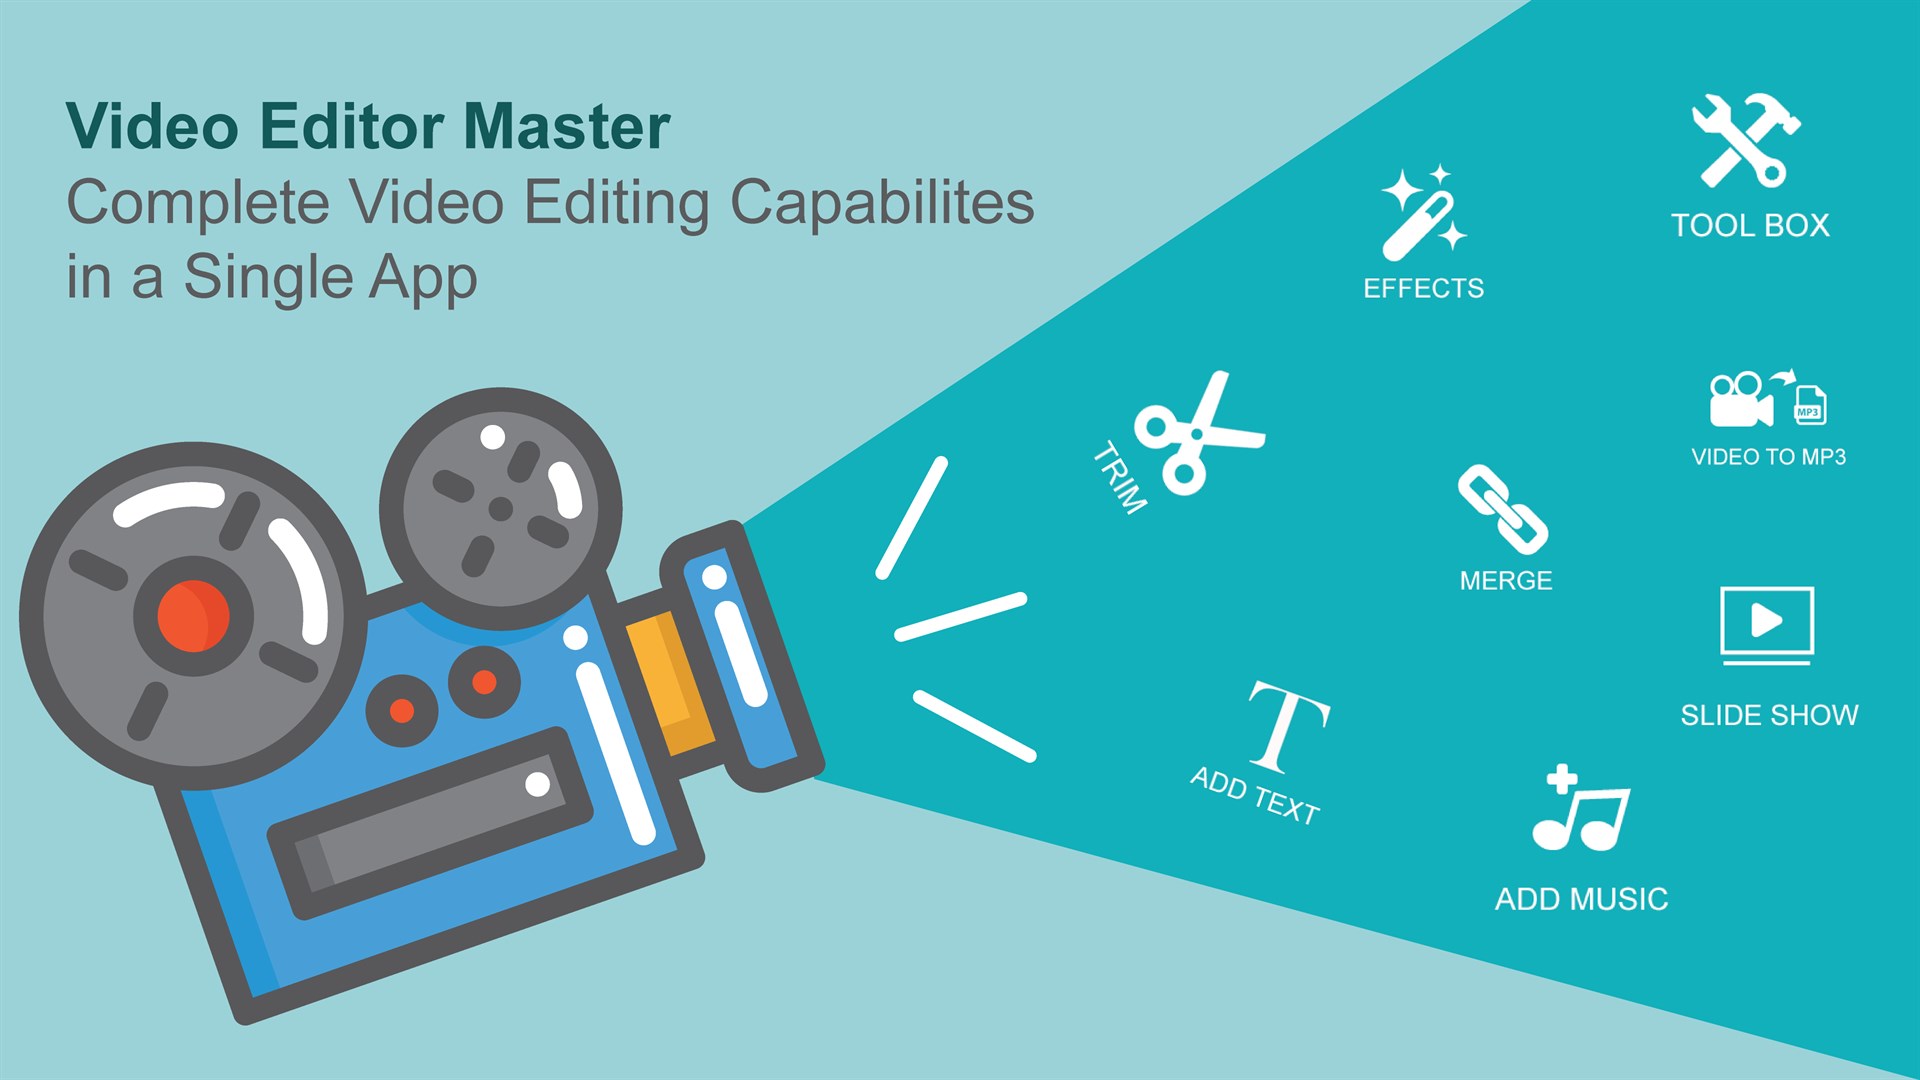 Video Editor Master
Complete Video Editing Capabilites
in a Single App
TOOL BOX
EFFECTS
TRIM
MP3
VIDEO TO MP3
MERGE
SLIDE SHOW
T
ADD TEXT
ADD MUSIC